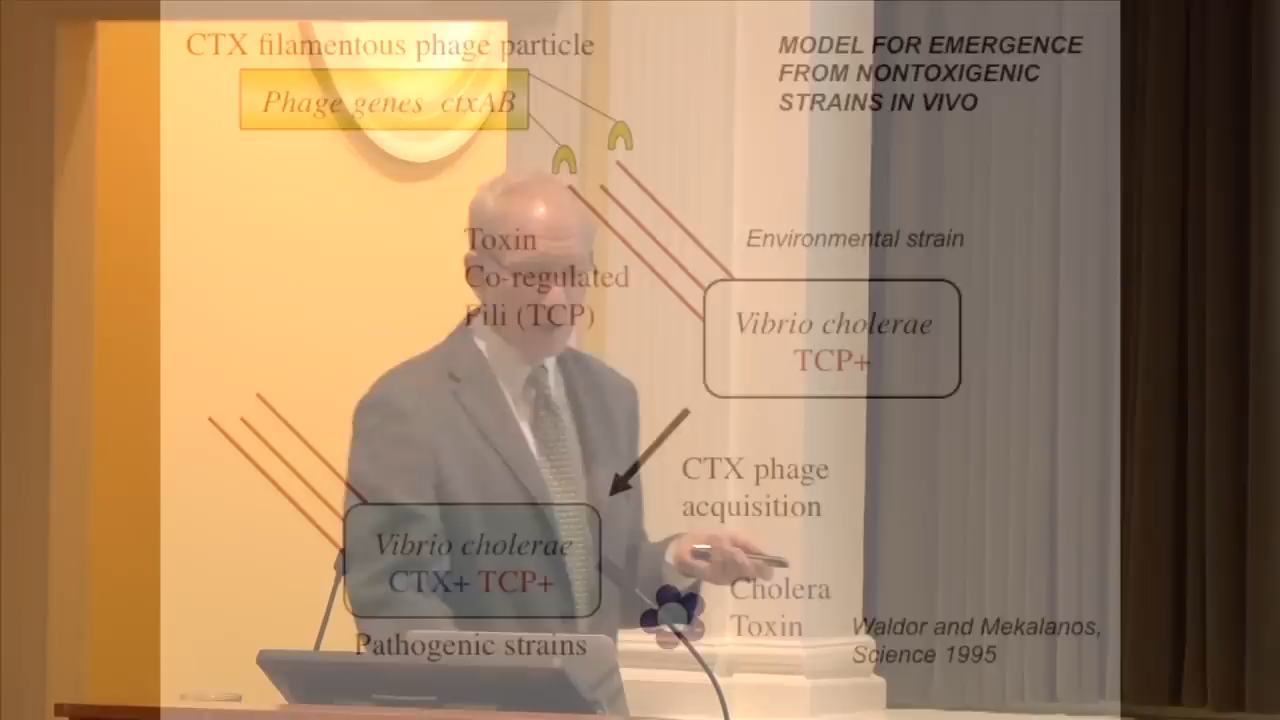 CTX filamentous phage particle
Phage genes ctxAB
MODEL FOR EMERGENCE
FROM NONTOXIGENIC
STRAINS IN VIVO
Toxin
Co-regulated
Pili (TCP)
Environmental strain
Vibrio cholerae
TCP+
CTX phage
acquisition
Vibrio cholerae
CTX+ TCP+
Pathogenic strains
Cholera
Toxin
Waldor and Mekalanos,
Science 1995